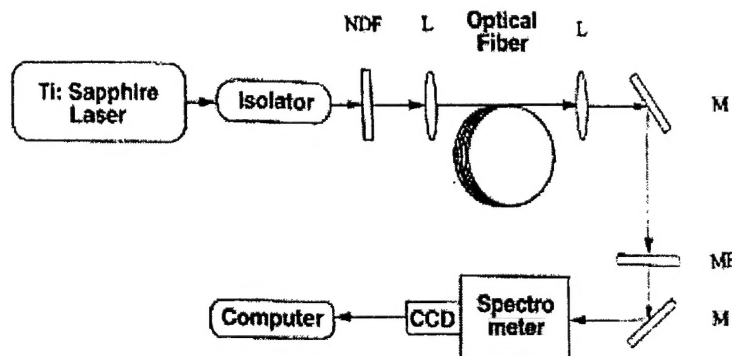 NDF
L
Optical
Fiber
L
Ti: Sapphire
Laser
Isolator
M
M
Computer
CCD
Spectro
meter